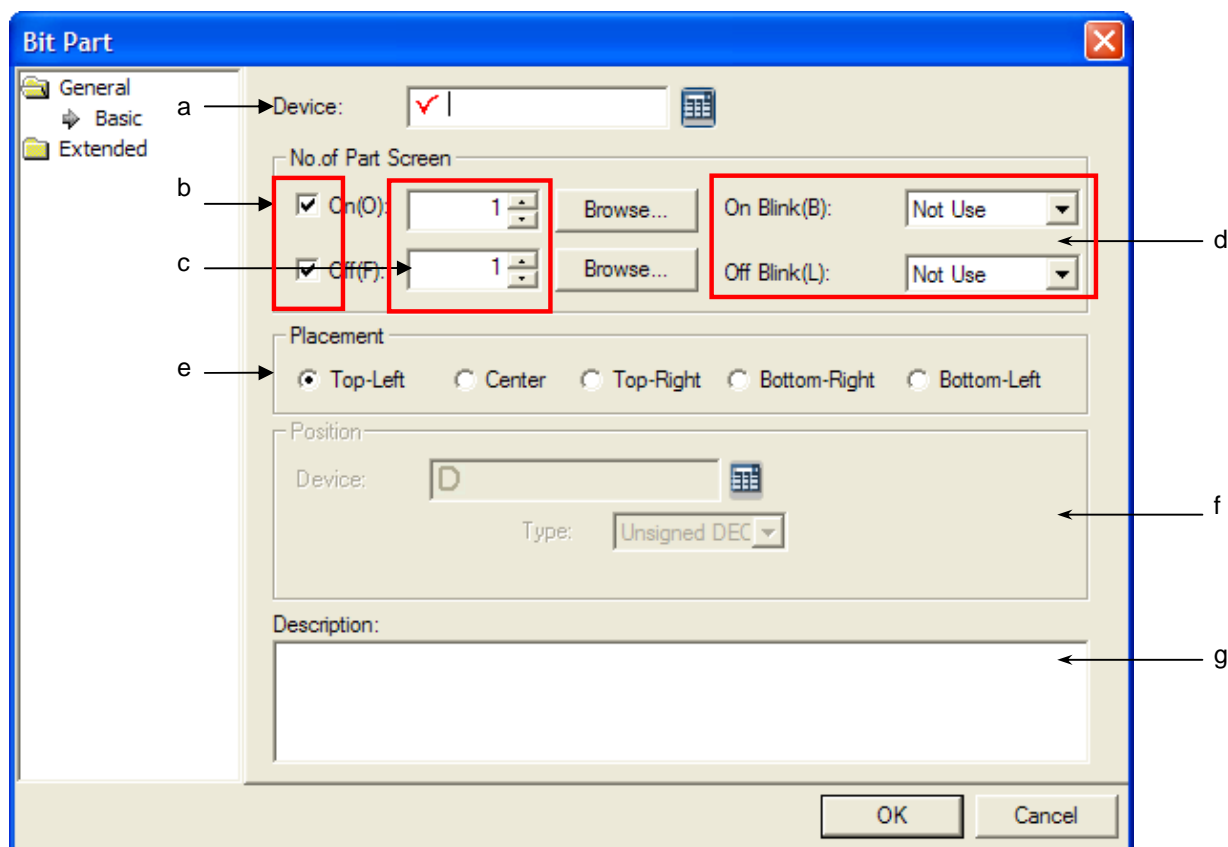 Bit Part
General
Basic
Extended
a
Device:
No.of Part Screen
b
On(O):
1
Browse...
On Blink(B):
Not Use
d
c
Off(F):
1
Browse...
Off Blink(L):
Not Use
Placement
e
Top-Left
Center
Top-Right
Bottom-Right
Bottom-Left
Position
Device:
D
f
Type:
Unsigned DEC
Description:
g
OK
Cancel